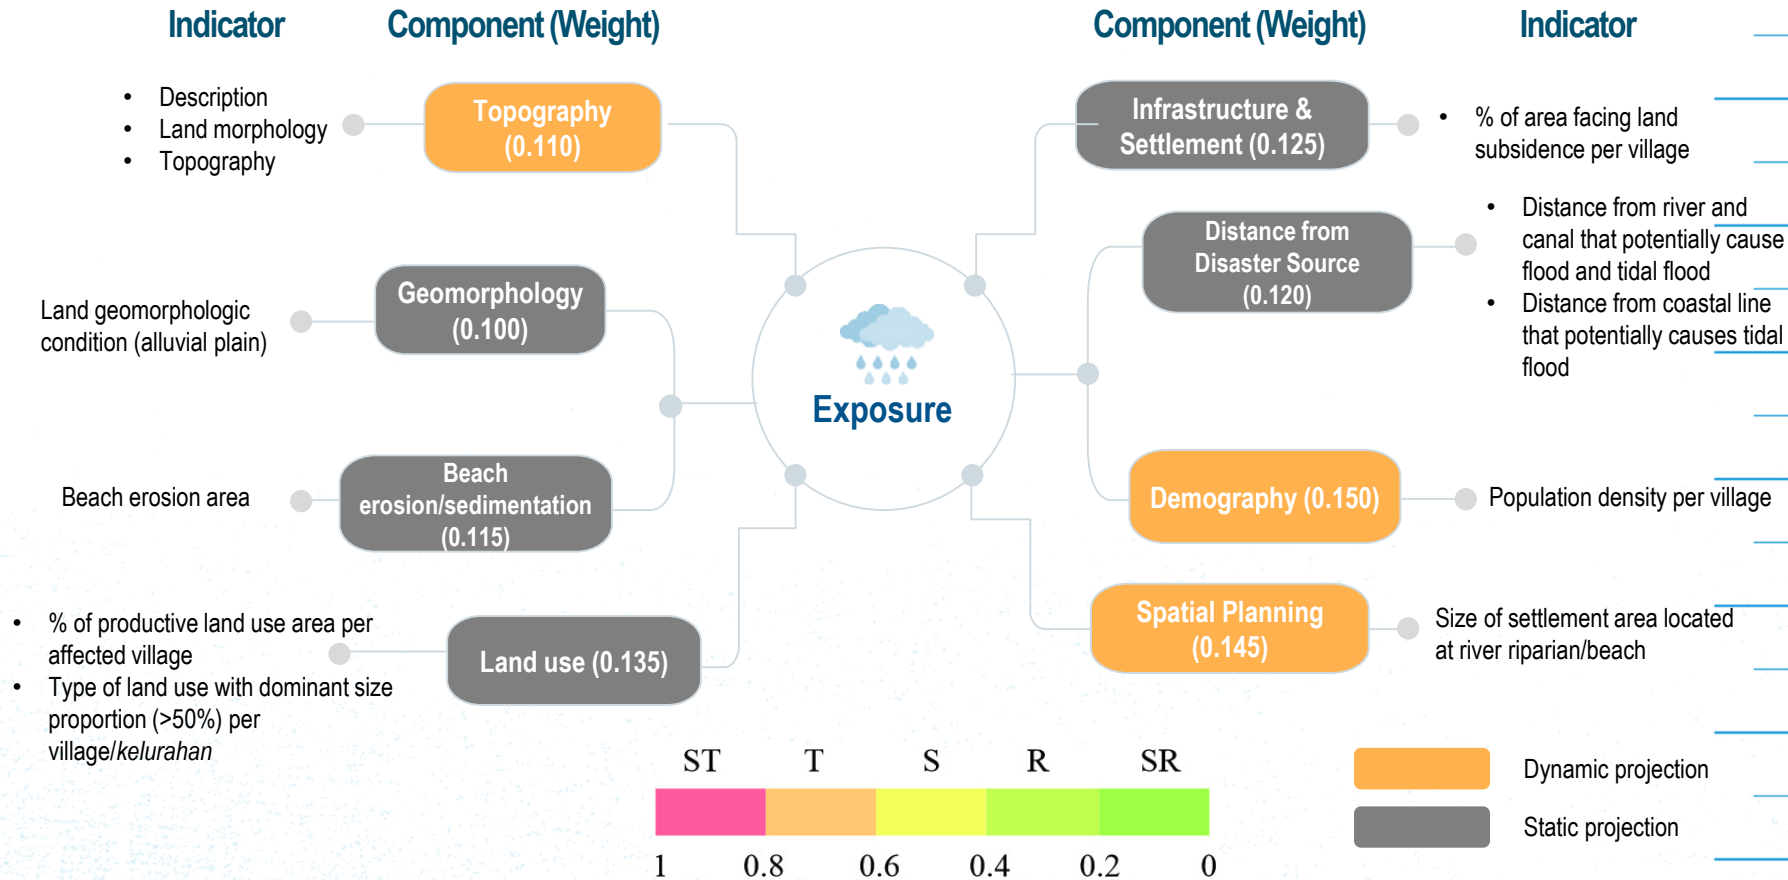 Indicator
Component (Weight)
Component (Weight)
Indicator
• Description
• Land morphology
• Topography
Topography
(0.110)
Infrastructure &
Settlement (0.125)
• % of area facing land
subsidence per village
Distance from
Disaster Source
(0.120)
• Distance from river and
canal that potentially cause
flood and tidal flood
• Distance from coastal line
that potentially causes tidal
flood
Land geomorphologic
condition (alluvial plain)
Geomorphology
(0.100)
Exposure
Beach erosion area
Beach
erosion/sedimentation
(0.115)
Demography (0.150)
Population density per village
• % of productive land use area per
affected village
• Type of land use with dominant size
proportion (>50%) per
village/kelurahan
Land use (0.135)
Spatial Planning
(0.145)
Size of settlement area located
at river riparian/beach
ST T S R SR
1 0.8 0.6 0.4 0.2 0
Dynamic projection
Static projection